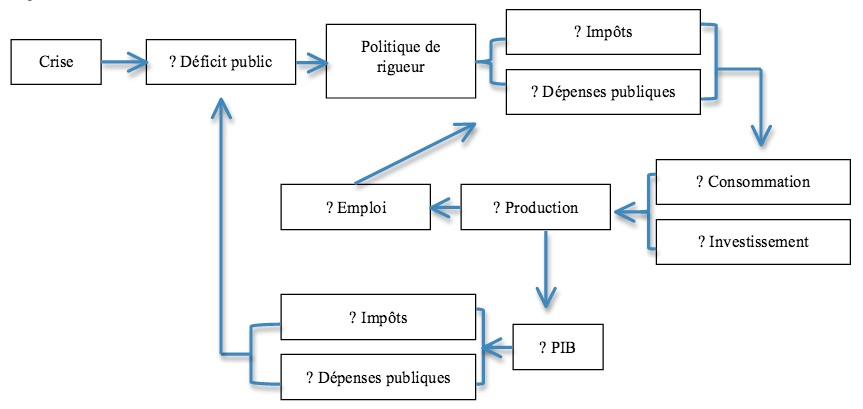 Crise
? Déficit public
Politique de
rigueur
? Impôts
? Dépenses publiques
? Consommation
? Investissement
? Production
? Emploi
? PIB
? Impôts
? Dépenses publiques